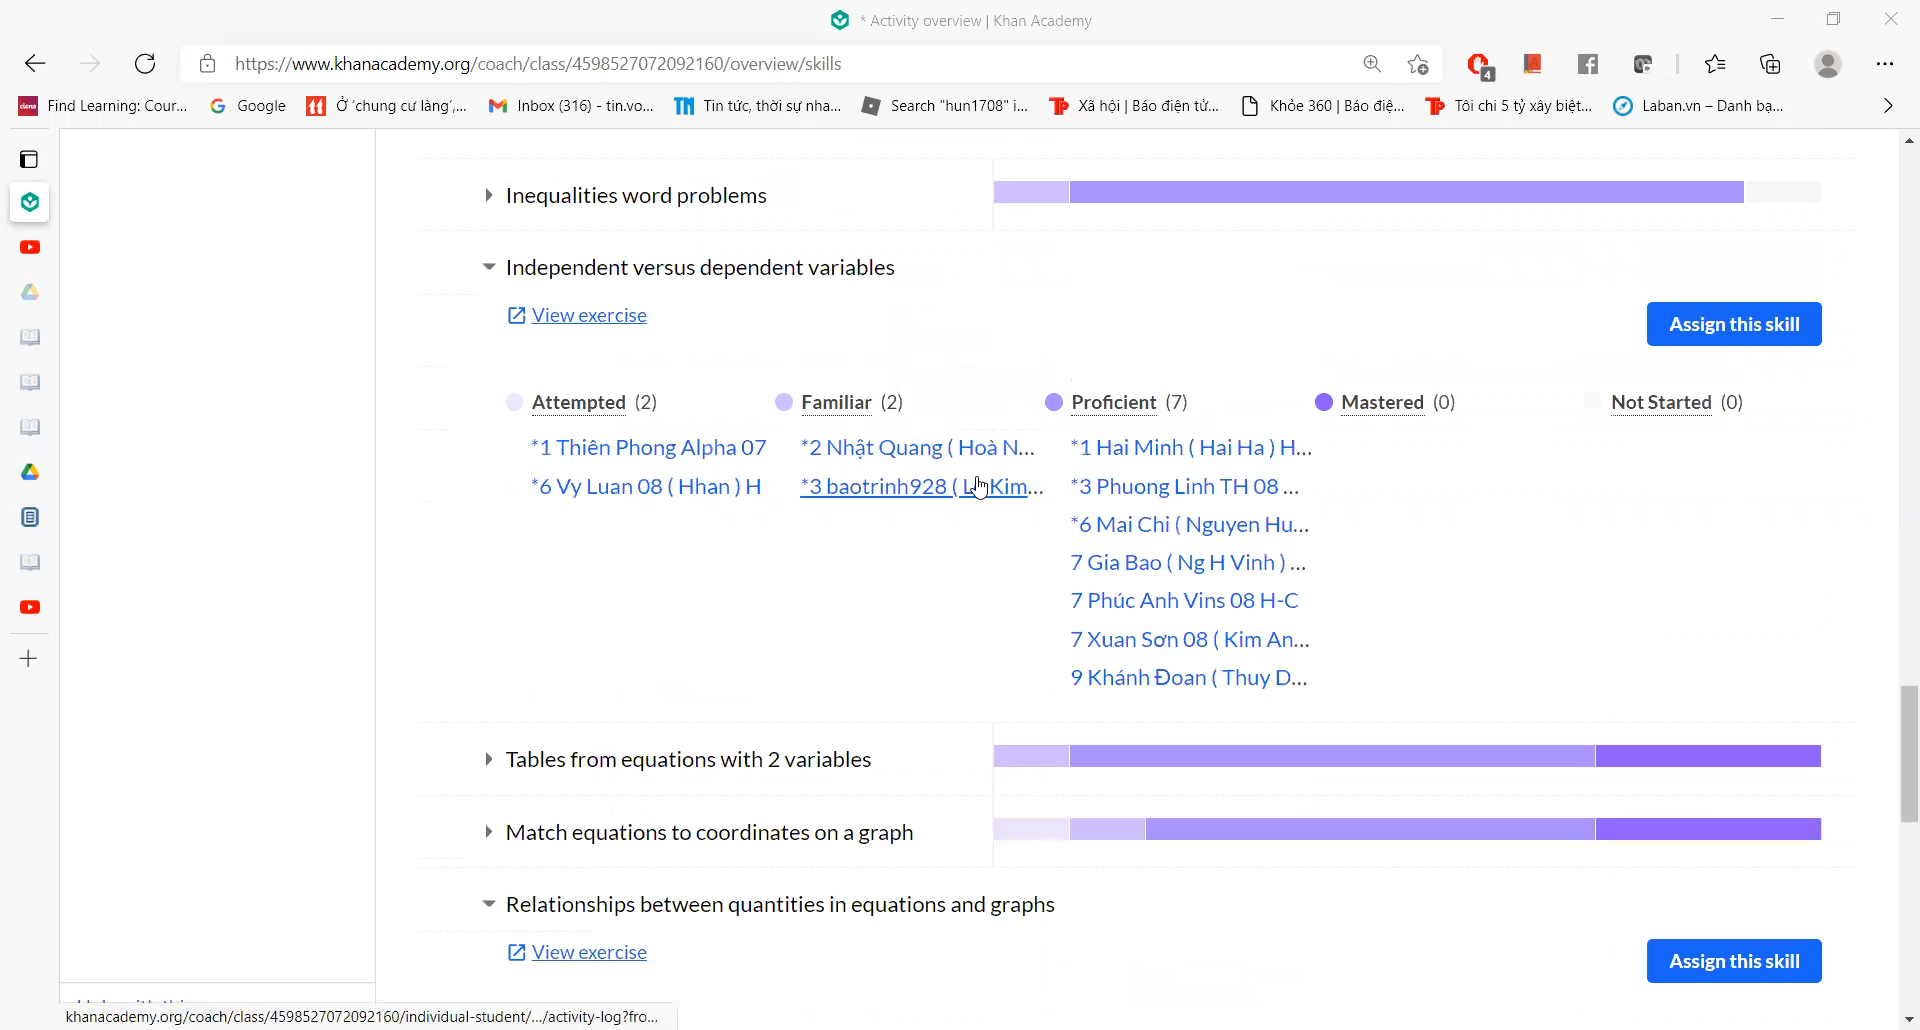 * Activity overview | Khan Academy
https://www.khanacademy.org/coach/class/4598527072092160/overview/skills
4
ciena Find Learning: Cour... Google Ở 'chung cư làng',... Inbox (316) - tin.vo... Tin tức, thời sự nha... Search "hun1708" i... Xã hội | Báo điện tử... Khỏe 360 | Báo điệ... Tôi chi 5 tỷ xây biệt... Laban.vn – Danh bạ...
Inequalities word problems
Independent versus dependent variables
View exercise
Assign this skill
Attempted (2) Familiar (2) Proficient (7) Mastered (0) Not Started (0)
*1 Thiên Phong Alpha 07 *2 Nhật Quang ( Hoà N... *1 Hai Minh ( Hai Ha ) H...
*6 Vy Luan 08 ( Hhan ) H *3 baotrinh928 ( Kim... *3 Phuong Linh TH 08 ...
*6 Mai Chi ( Nguyen Hu...
7 Gia Bao ( Ng H Vinh ) ...
7 Phúc Anh Vins 08 H-C
7 Xuan Sơn 08 ( Kim An...
9 Khánh Đoan ( Thuy D...
Tables from equations with 2 variables
Match equations to coordinates on a graph
Relationships between quantities in equations and graphs
View exercise
Assign this skill
khanacademy.org/coach/class/4598527072092160/individual-student/.../activity-log?fro...